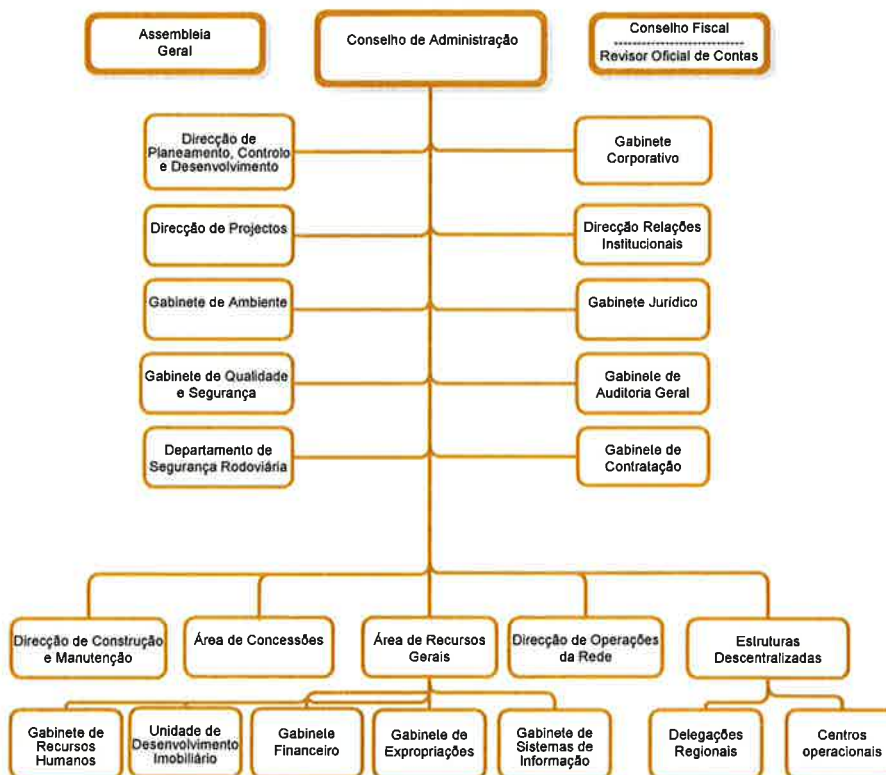 Assembleia
Geral
Conselho de Administração
Conselho Fiscal
Revisor Oficial de Contas
Direcção de
Planeamento, Controlo
e Desenvolvimento
Gabinete
Corporativo
Direcção de Projectos
Direcção Relações
Institucionais
Gabinete de Ambiente
Gabinete Jurídico
Gabinete de Qualidade
e Segurança
Gabinete de
Auditoria Geral
Departamento de
Segurança Rodoviária
Gabinete de
Contratação
Direcção de Construção
e Manutenção
Área de Concessões
Área de Recursos
Gerais
Direcção de Operações
da Rede
Estruturas
Descentralizadas
Gabinete de
Recursos
Humanos
Unidade de
Desenvolvimento
Imobiliário
Gabinete
Financeiro
Gabinete de
Expropriações
Gabinete de
Sistemas de
Informação
Delegações
Regionais
Centros
operacionais